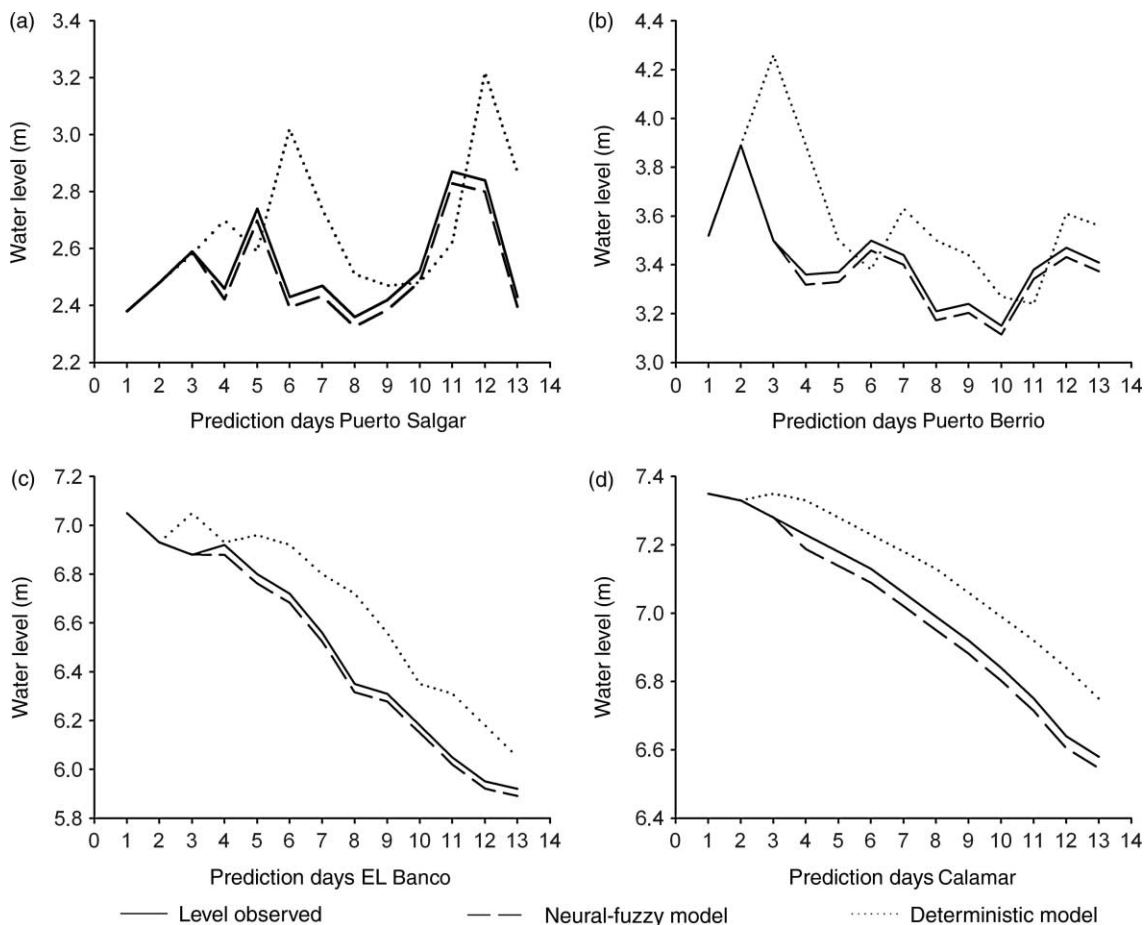 (a)
3.4
3.2
3.0
2.8
2.6
2.4
2.2
Water level (m)
0 1 2 3 4 5 6 7 8 9 10 11 12 13 14
Prediction days Puerto Salgar
(b)
4.4
4.2
4.0
3.8
3.6
3.4
3.2
3.0
Water level (m)
0 1 2 3 4 5 6 7 8 9 10 11 12 13 14
Prediction days Puerto Berrio
(c)
7.2
7.0
6.8
6.6
6.4
6.2
6.0
5.8
Water level (m)
0 1 2 3 4 5 6 7 8 9 10 11 12 13 14
Prediction days EL Banco
(d)
7.4
7.2
7.0
6.8
6.6
6.4
Water level (m)
0 1 2 3 4 5 6 7 8 9 10 11 12 13 14
Prediction days Calamar
Level observed Neural-fuzzy model Deterministic model